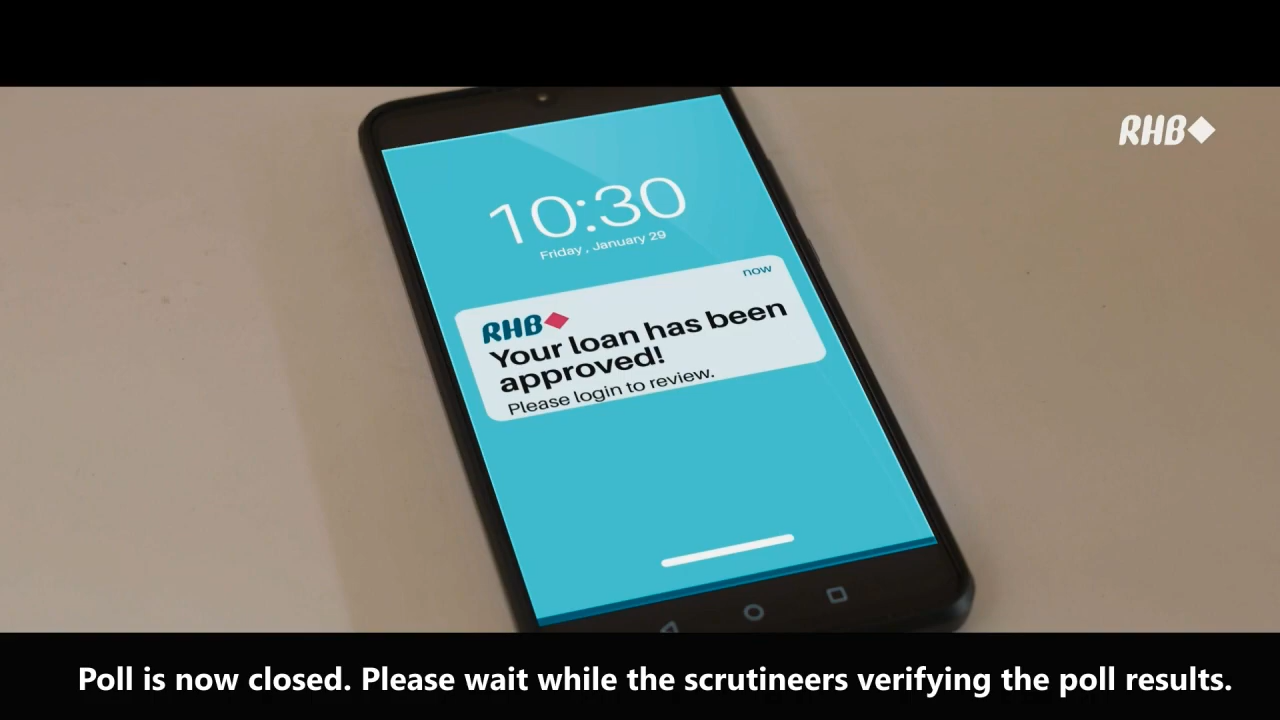 RHB
10:30
Friday , January 29
now
RHB
Your loan has been
approved!
Please login to review.
Poll is now closed. Please wait while the scrutineers verifying the poll results.